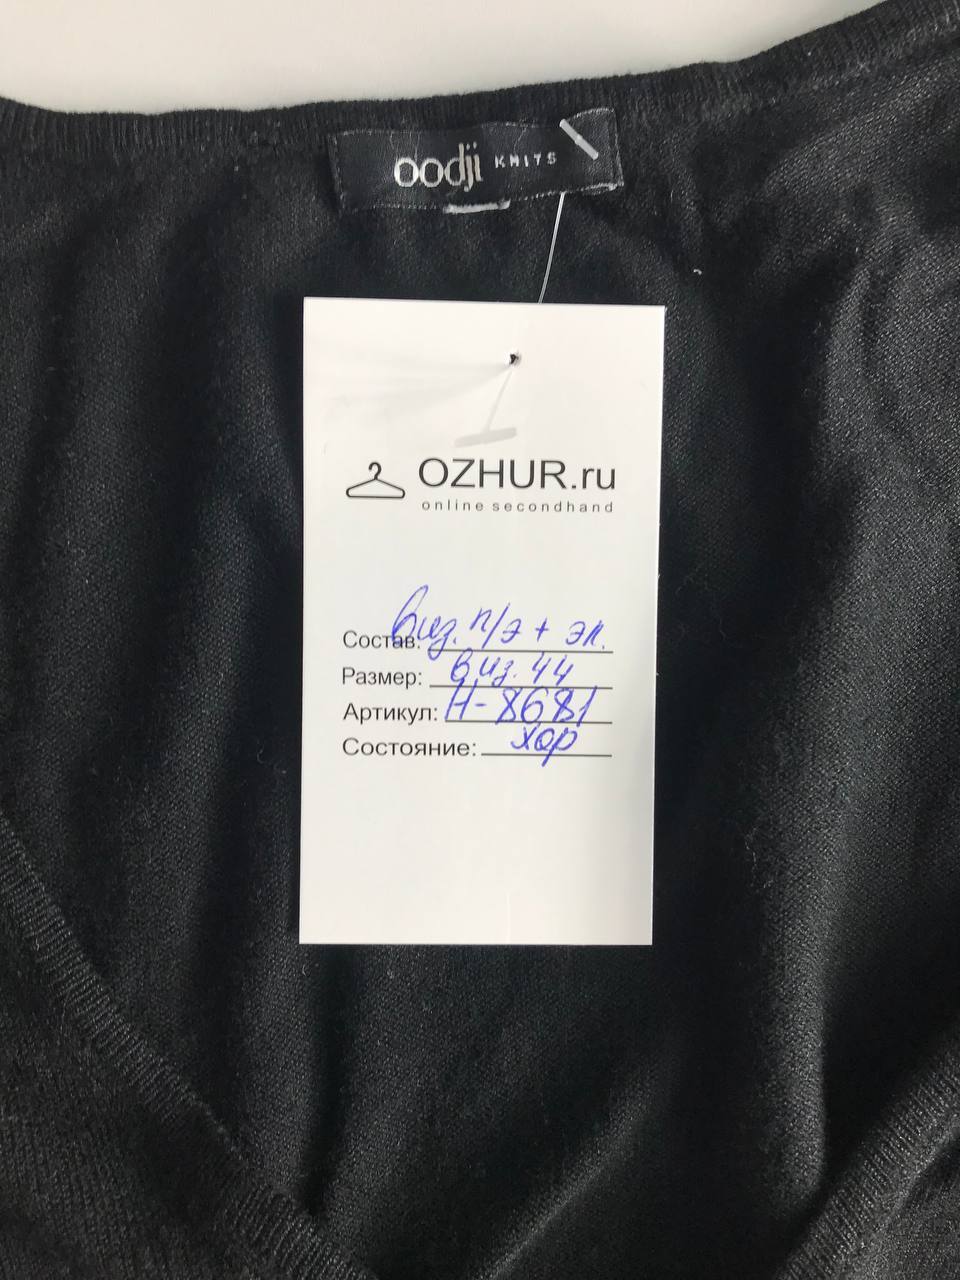 oodji KNITS
OZHUR.ru
online secondhand
Состав: виз. п/э + эл.
Размер: виз. 44
Артикул: Н-8681
Состояние: хор